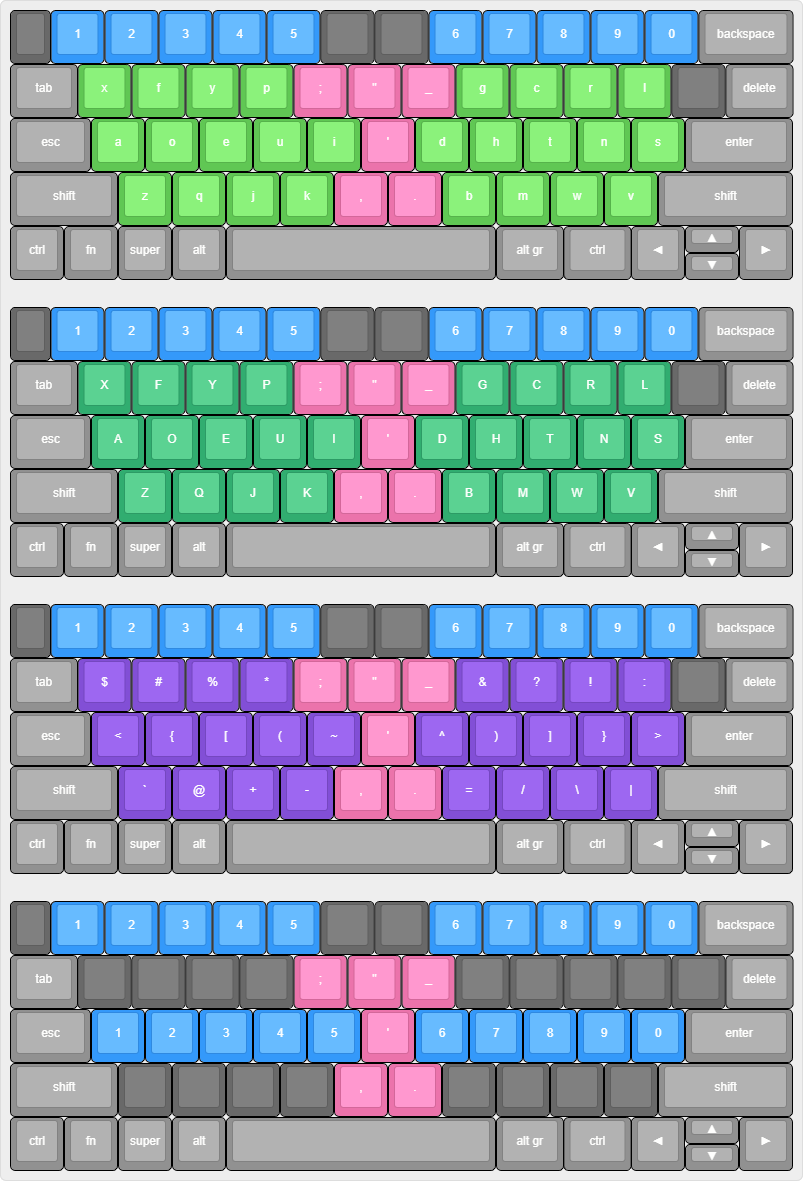 1 2 3 4 5 6 7 8 9 0 backspace
tab x f y p ; " _ g c r l delete
esc a o e u i ' d h t n s enter
shift z q j k , . b m w v shift
ctrl fn super alt alt gr ctrl ◄ ▲ ▼ ►
1 2 3 4 5 6 7 8 9 0 backspace
tab X F Y P ; " _ G C R L delete
esc A O E U I ' D H T N S enter
shift Z Q J K , . B M W V shift
ctrl fn super alt alt gr ctrl ◄ ▲ ▼ ►
1 2 3 4 5 6 7 8 9 0 backspace
tab $ # % * ; " _ & ? ! : delete
esc < { [ ( ~ ' ^ ) ] } > enter
shift ` @ + - , . = / \ | shift
ctrl fn super alt alt gr ctrl ◄ ▲ ▼ ►
1 2 3 4 5 6 7 8 9 0 backspace
tab ; " _ delete
esc 1 2 3 4 5 ' 6 7 8 9 0 enter
shift , . shift
ctrl fn super alt alt gr ctrl ◄ ▲ ▼ ►